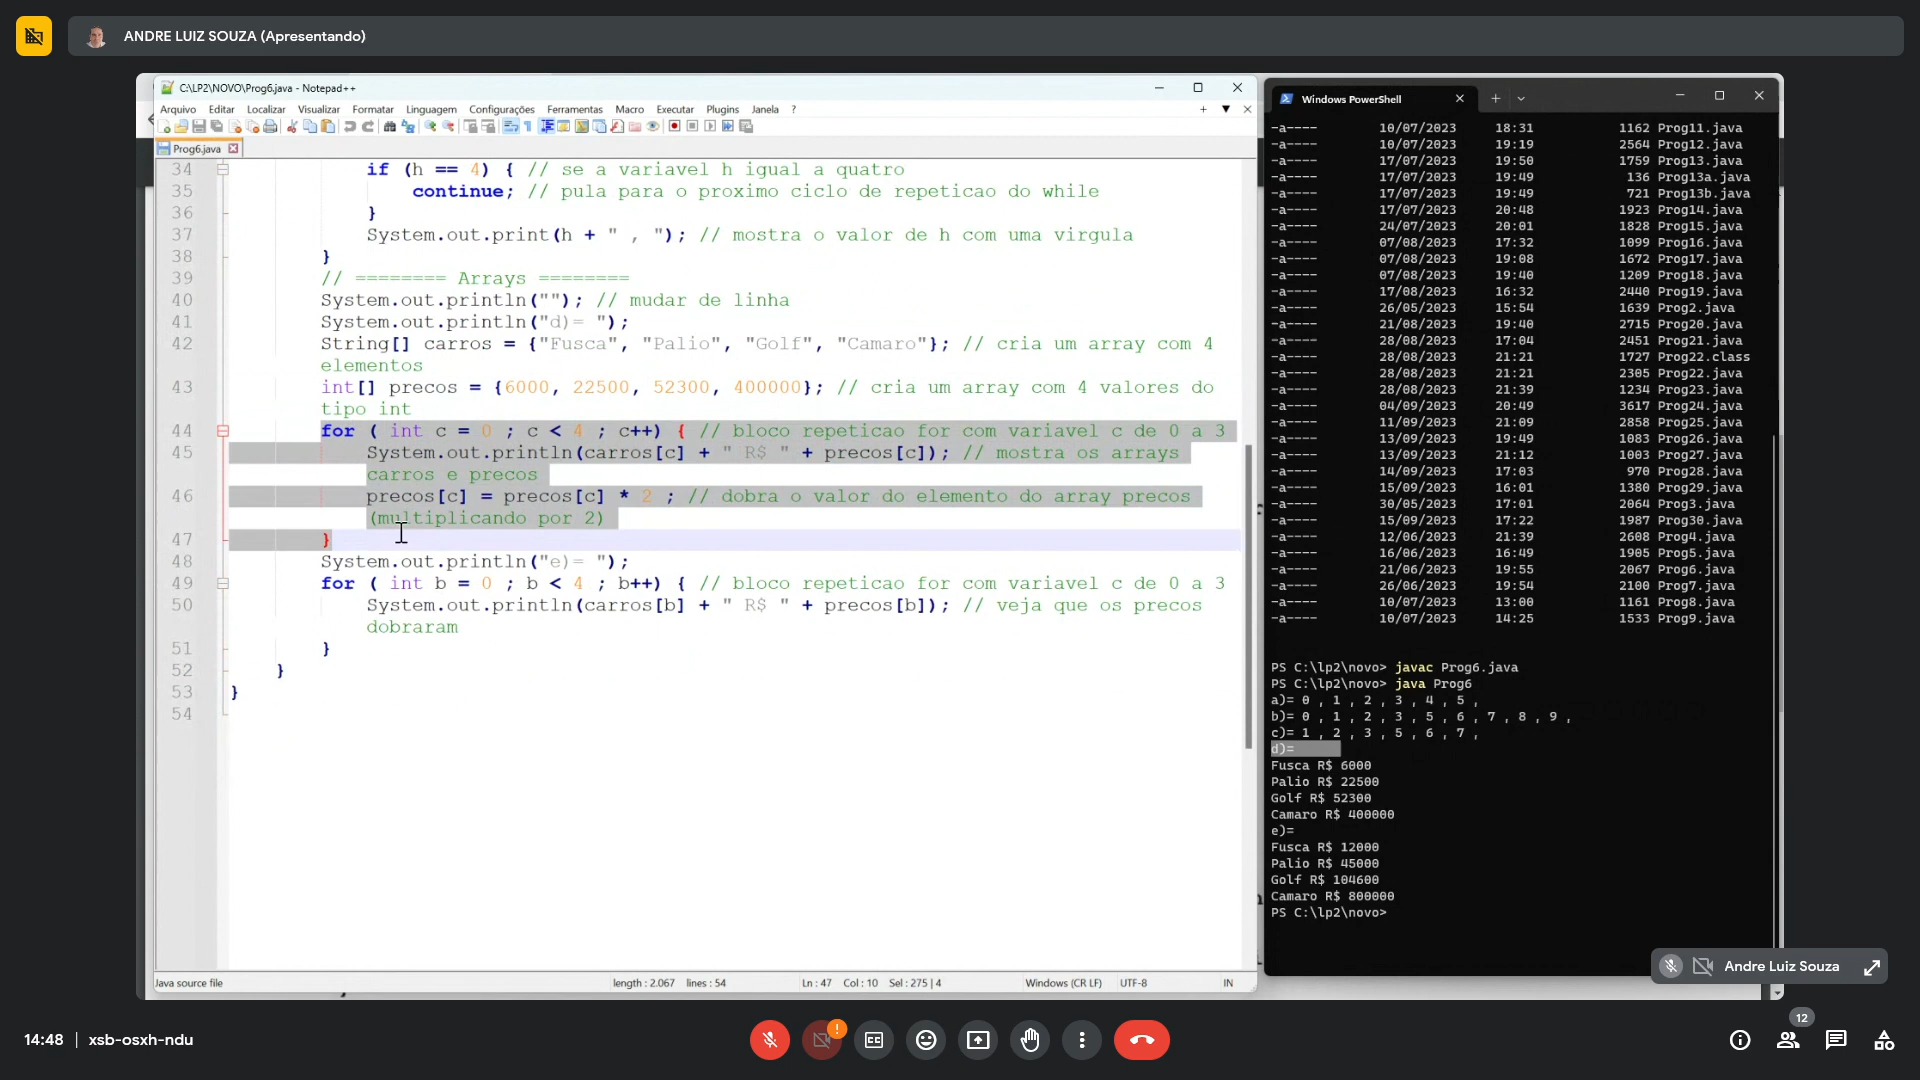 ANDRE LUIZ SOUZA (Apresentando)
C:\LP2\NOVO\Prog6.java - Notepad++
Arquivo Editar Localizar Visualizar Formatar Linguagem Configurações Ferramentas Macro Executar Plugins Janela ?
Prog6.java
34 if (h == 4) { // se a variavel h igual a quatro
35 continue; // pula para o proximo ciclo de repeticao do while
36 }
37 System.out.print(h + " , "); // mostra o valor de h com uma virgula
38 }
39 // ======== Arrays ========
40 System.out.println(""); // mudar de linha
41 System.out.println("d)= ");
42 String[] carros = {"Fusca", "Palio", "Golf", "Camaro"}; // cria um array com 4
elementos
43 int[] precos = {6000, 22500, 52300, 400000}; // cria um array com 4 valores do
tipo int
44 for ( int c = 0 ; c < 4 ; c++) { // bloco repeticao for com variavel c de 0 a 3
45 System.out.println(carros[c] + " R$ " + precos[c]); // mostra os arrays
carros e precos
46 precos[c] = precos[c] * 2 ; // dobra o valor do elemento do array precos
(multiplicando por 2)
47 }
48 System.out.println("e)= ");
49 for ( int b = 0 ; b < 4 ; b++) { // bloco repeticao for com variavel c de 0 a 3
50 System.out.println(carros[b] + " R$ " + precos[b]); // veja que os precos
dobraram
51 }
52 }
53 }
54
Java source file length : 2.067 lines : 54 Ln : 47 Col : 10 Sel : 275 | 4 Windows (CR LF) UTF-8 IN
Windows PowerShell
-a---- 10/07/2023 18:31 1162 Prog11.java
-a---- 10/07/2023 19:19 2564 Prog12.java
-a---- 17/07/2023 19:50 1759 Prog13.java
-a---- 17/07/2023 19:49 136 Prog13a.java
-a---- 17/07/2023 19:49 721 Prog13b.java
-a---- 17/07/2023 20:48 1923 Prog14.java
-a---- 24/07/2023 20:01 1828 Prog15.java
-a---- 07/08/2023 17:32 1099 Prog16.java
-a---- 07/08/2023 19:08 1672 Prog17.java
-a---- 07/08/2023 19:40 1209 Prog18.java
-a---- 17/08/2023 16:32 2440 Prog19.java
-a---- 26/05/2023 15:54 1639 Prog2.java
-a---- 21/08/2023 19:40 2715 Prog20.java
-a---- 28/08/2023 17:04 2451 Prog21.java
-a---- 28/08/2023 21:21 1727 Prog22.class
-a---- 28/08/2023 21:21 2305 Prog22.java
-a---- 28/08/2023 21:39 1234 Prog23.java
-a---- 04/09/2023 20:49 3617 Prog24.java
-a---- 11/09/2023 21:09 2858 Prog25.java
-a---- 13/09/2023 19:49 1083 Prog26.java
-a---- 13/09/2023 21:12 1003 Prog27.java
-a---- 14/09/2023 17:03 970 Prog28.java
-a---- 15/09/2023 16:01 1380 Prog29.java
-a---- 30/05/2023 17:01 2064 Prog3.java
-a---- 15/09/2023 17:22 1987 Prog30.java
-a---- 12/06/2023 21:39 2608 Prog4.java
-a---- 16/06/2023 16:49 1905 Prog5.java
-a---- 21/06/2023 19:55 2067 Prog6.java
-a---- 26/06/2023 19:54 2100 Prog7.java
-a---- 10/07/2023 13:00 1161 Prog8.java
-a---- 10/07/2023 14:25 1533 Prog9.java
PS C:\lp2\novo> javac Prog6.java
PS C:\lp2\novo> java Prog6
a)= 0 , 1 , 2 , 3 , 4 , 5 ,
b)= 0 , 1 , 2 , 3 , 5 , 6 , 7 , 8 , 9 ,
c)= 1 , 2 , 3 , 5 , 6 , 7 ,
d)=
Fusca R$ 6000
Palio R$ 22500
Golf R$ 52300
Camaro R$ 400000
e)=
Fusca R$ 12000
Palio R$ 45000
Golf R$ 104600
Camaro R$ 800000
PS C:\lp2\novo>
Andre Luiz Souza
14:48 | xsb-osxh-ndu
12